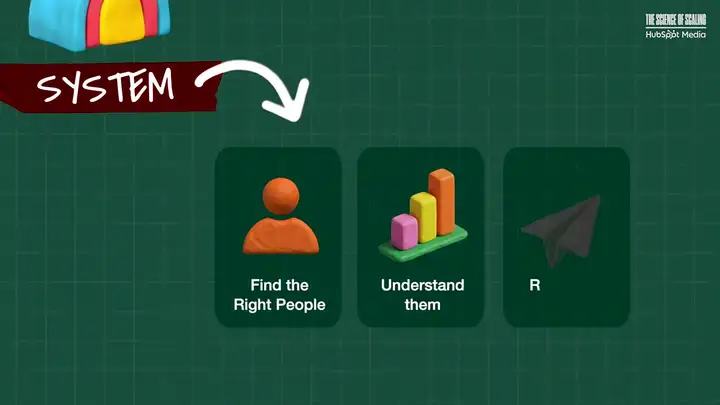 THE SCIENCE OF SCALING
HubSpot Media
SYSTEM
Find the
Right People
Understand
them
R